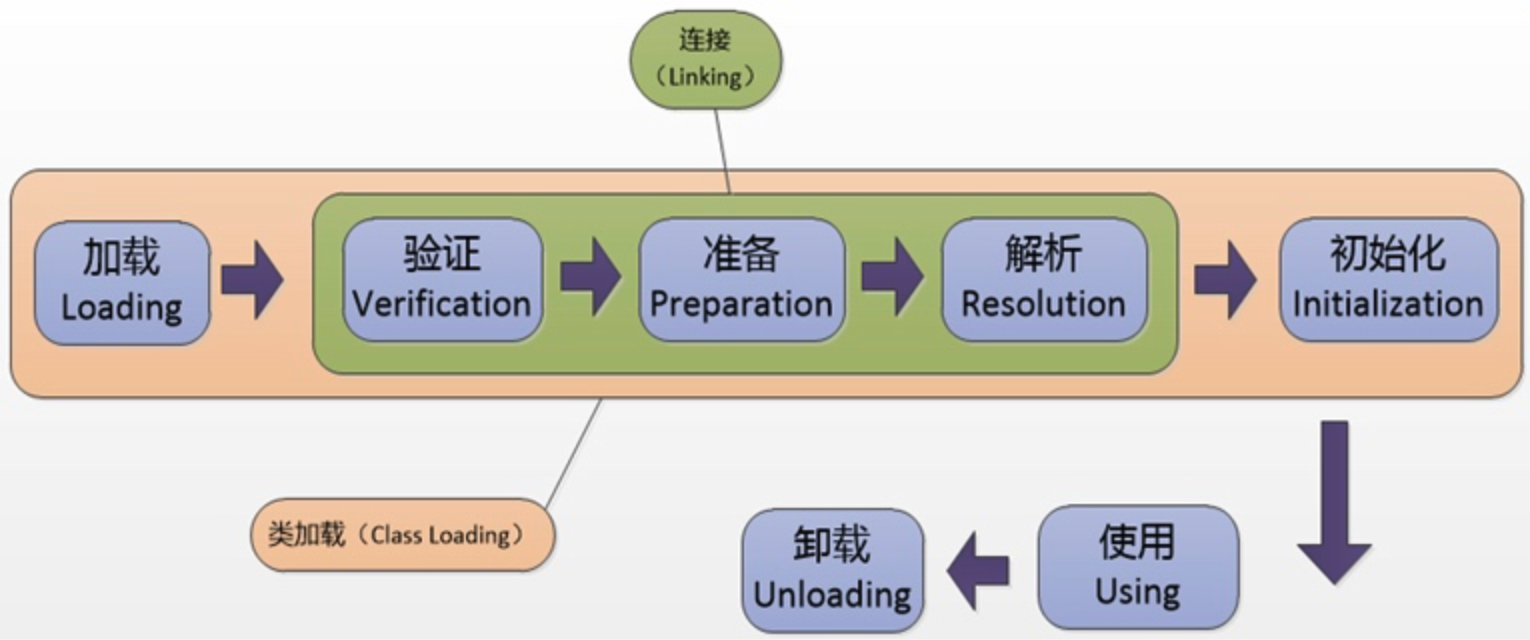 连接
（Linking）
加载
Loading
验证
Verification
准备
Preparation
解析
Resolution
初始化
Initialization
类加载（Class Loading）
卸载
Unloading
使用
Using